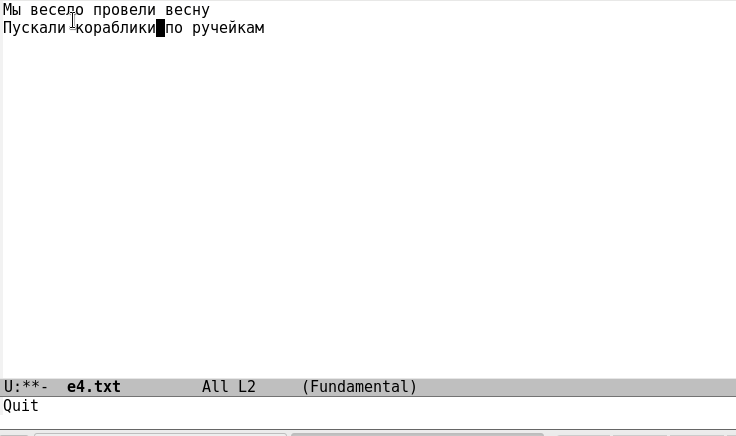 Мы весело провели весну
Пускали кораблики по ручейкам
U:**-  e4.txt         All L2     (Fundamental)
Quit